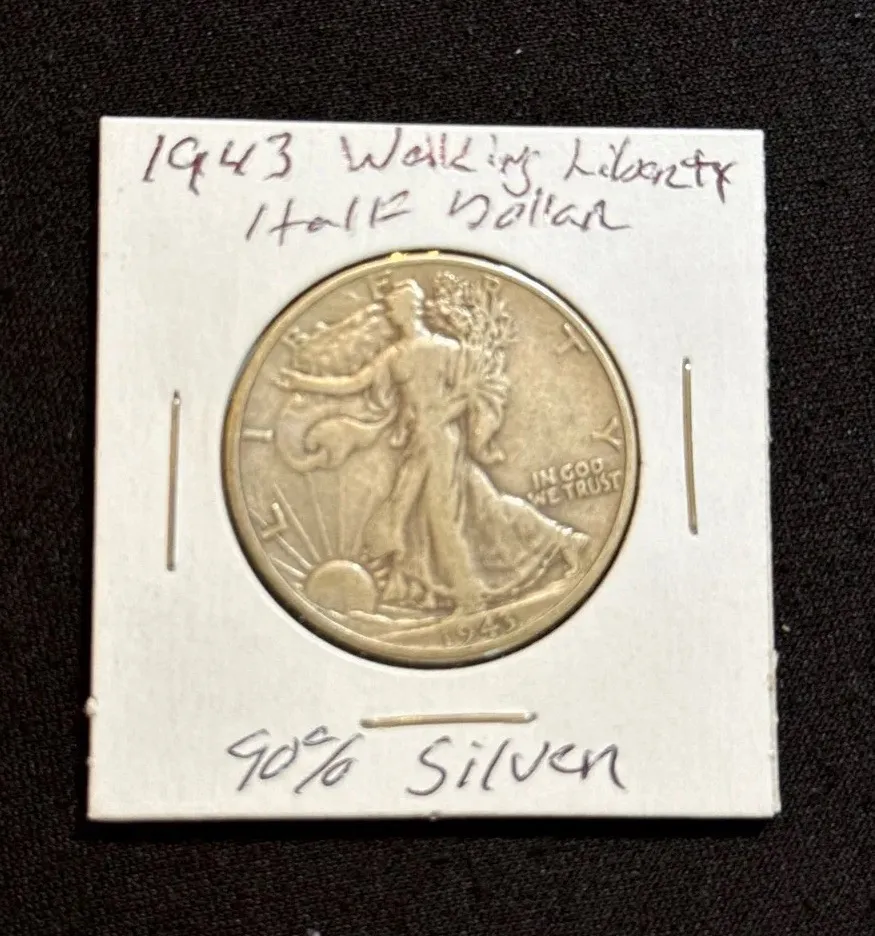 1943 Walking Liberty
Half Dollar
LIBERTY
IN GOD
WE TRUST
1943
90% Silver